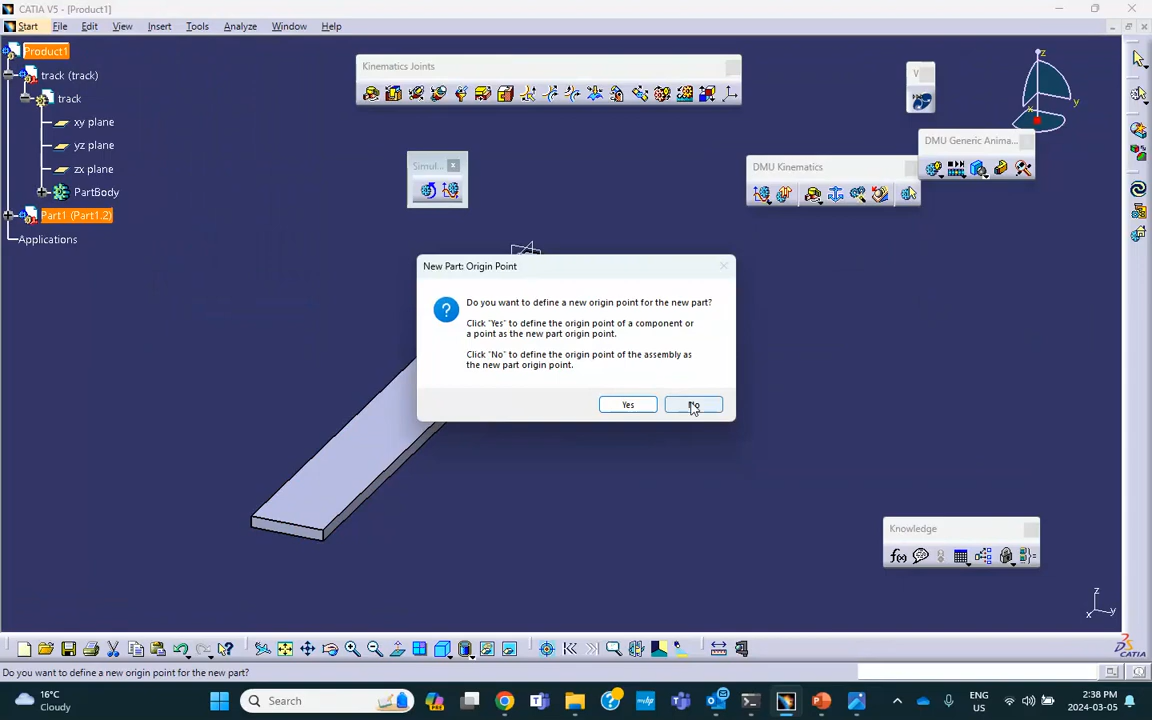 CATIA V5 - [Product1]
Start File Edit View Insert Tools Analyze Window Help
Product1
track (track)
track
xy plane
yz plane
zx plane
PartBody
Part1 (Part1.2)
Applications
Kinematics Joints
Simul...
V
DMU Generic Anima...
DMU Kinematics
z
y
x
New Part: Origin Point
Do you want to define a new origin point for the new part?
Click "Yes" to define the origin point of a component or
a point as the new part origin point.
Click "No" to define the origin point of the assembly as
the new part origin point.
Yes No
Knowledge
f(x)
z
x y
CATIA
Do you want to define a new origin point for the new part?
16°C
Cloudy
Search
PRE
ENG
US
2:38 PM
2024-03-05